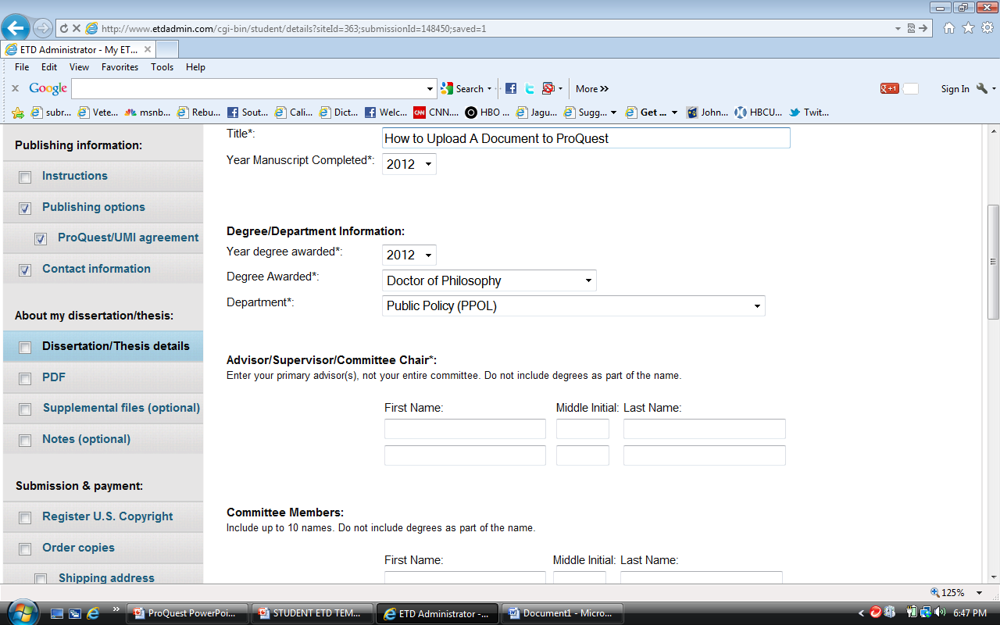 http://www.etdadmin.com/cgi-bin/student/details?siteId=363;submissionId=148450;saved=1
ETD Administrator - My ET...
File Edit View Favorites Tools Help
Google Search More >> Sign In
subr... Vete... msnb... Rebu... Sout... Cali... Dict... Welc... CNN.... HBO ... Jagu... Sugg... Get ... John... HBCU... Twit...
Publishing information:
Instructions
Publishing options
ProQuest/UMI agreement
Contact information
About my dissertation/thesis:
Dissertation/Thesis details
PDF
Supplemental files (optional)
Notes (optional)
Submission & payment:
Register U.S. Copyright
Order copies
Shipping address
Title*: How to Upload A Document to ProQuest
Year Manuscript Completed*: 2012
Degree/Department Information:
Year degree awarded*: 2012
Degree Awarded*: Doctor of Philosophy
Department*: Public Policy (PPOL)
Advisor/Supervisor/Committee Chair*:
Enter your primary advisor(s), not your entire committee. Do not include degrees as part of the name.
First Name: Middle Initial: Last Name:
Committee Members:
Include up to 10 names. Do not include degrees as part of the name.
First Name: Middle Initial: Last Name:
125%
ProQuest PowerPoi... STUDENT ETD TEM... ETD Administrator -... Document1 - Micro... 6:47 PM